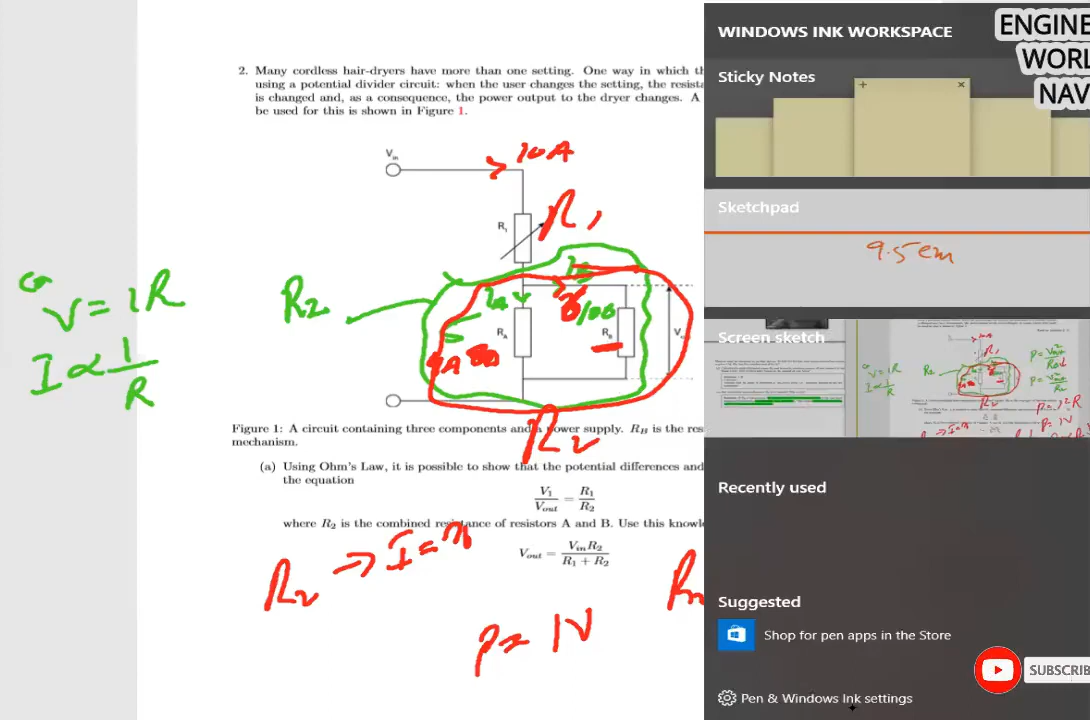 2. Many cordless hair-dryers have more than one setting. One way in which th
using a potential divider circuit: when the user changes the setting, the resista
is changed and, as a consequence, the power output to the dryer changes. A
be used for this is shown in Figure 1.
Vin
10A
R1
R1
V=IR
I∝1/R
R2
RA
R2
Figure 1: A circuit containing three components and a power supply. RH is the res
mechanism.
(a) Using Ohm's Law, it is possible to show that the potential differences and
the equation
V1/Vout = R1/R2
where R2 is the combined resistance of resistors A and B. Use this knowl
Vout = VinR2/R1 + R2
R2
P= IV
WINDOWS INK WORKSPACE
Sticky Notes
Sketchpad
9.5 cm
Screen sketch
Recently used
Suggested
Shop for pen apps in the Store
Pen & Windows Ink settings
ENGINE
WORL
NAV
SUBSCRIB